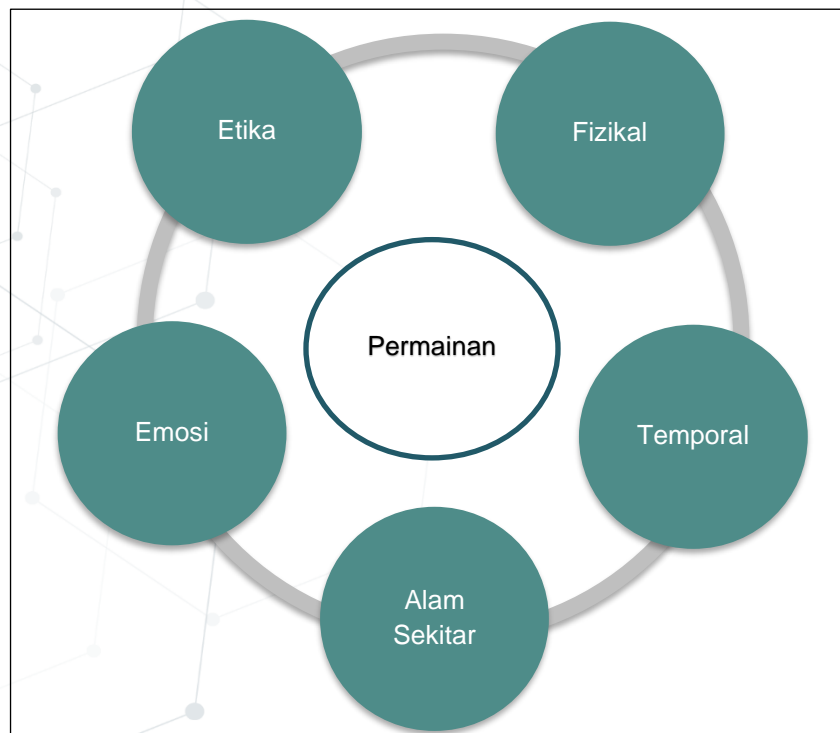 Etika
Fizikal
Permainan
Emosi
Temporal
Alam
Sekitar